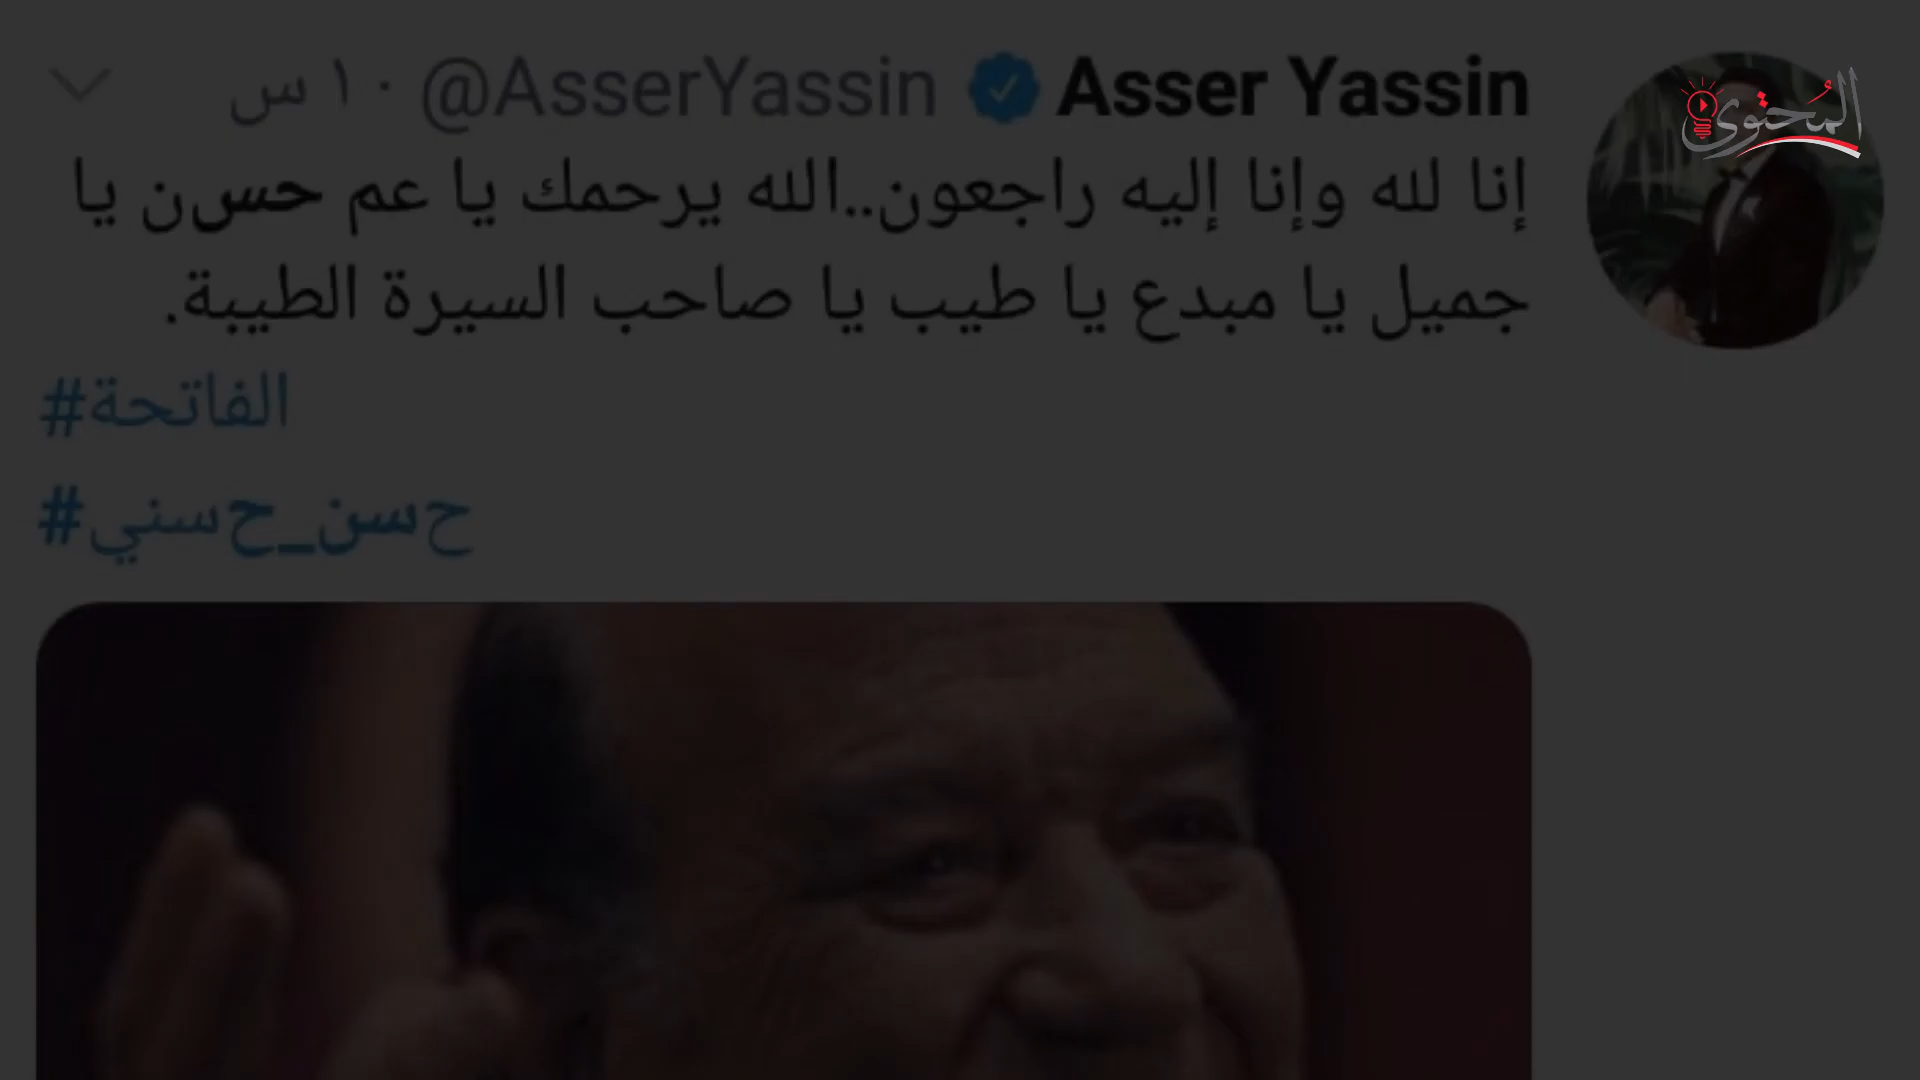 Asser Yassin @AsserYassin · ١٠ س
المحتوى
إنا لله وإنا إليه راجعون..الله يرحمك يا عم حسن يا
جميل يا مبدع يا طيب يا صاحب السيرة الطيبة.
#الفاتحة
#حسن_حسني